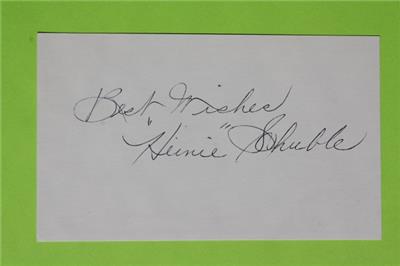 Best Wishes
"Heinie" Schuble